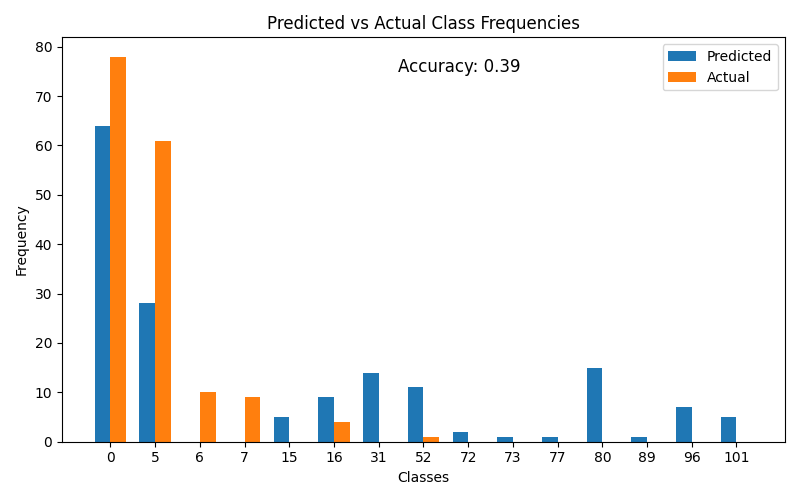 Predicted vs Actual Class Frequencies
Accuracy: 0.39
Predicted
Actual
Frequency
80
70
60
50
40
30
20
10
0
0 5 6 7 15 16 31 52 72 73 77 80 89 96 101
Classes